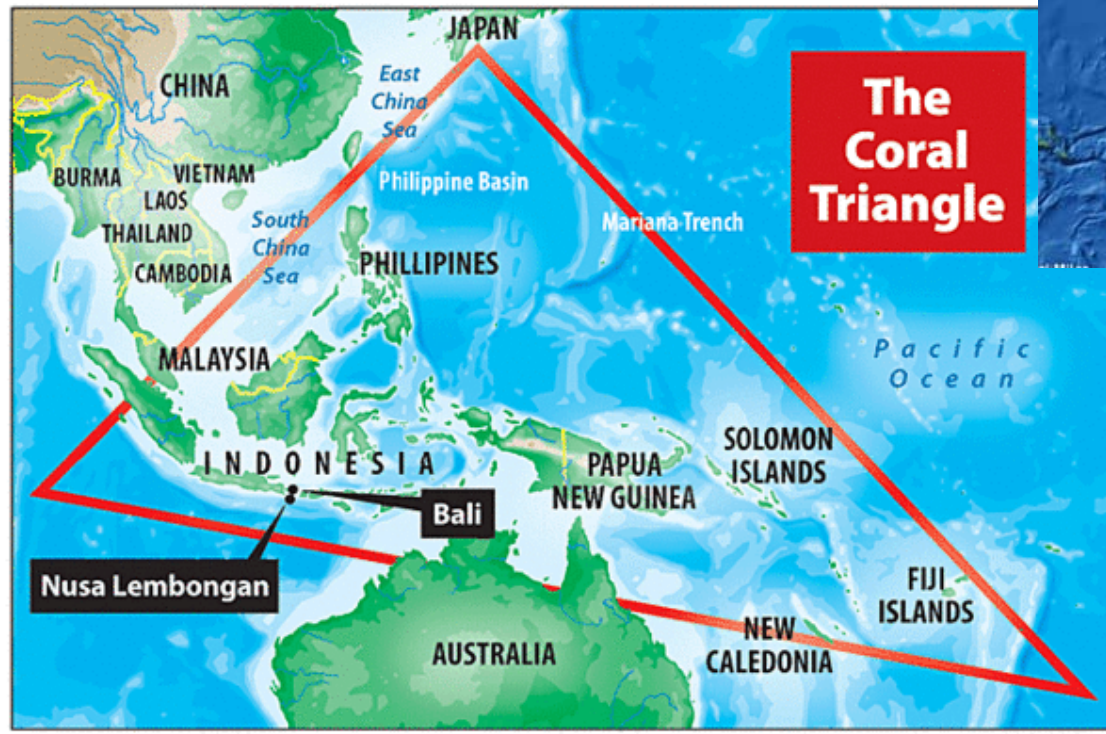 JAPAN
CHINA
East
China
Sea
The
Coral
Triangle
BURMA
VIETNAM
LAOS
Philippine Basin
THAILAND
South
China
Sea
Mariana Trench
CAMBODIA
PHILLIPINES
MALAYSIA
Pacific
Ocean
SOLOMON
ISLANDS
INDONESIA
PAPUA
NEW GUINEA
Bali
Nusa Lembongan
FIJI
ISLANDS
AUSTRALIA
NEW
CALEDONIA